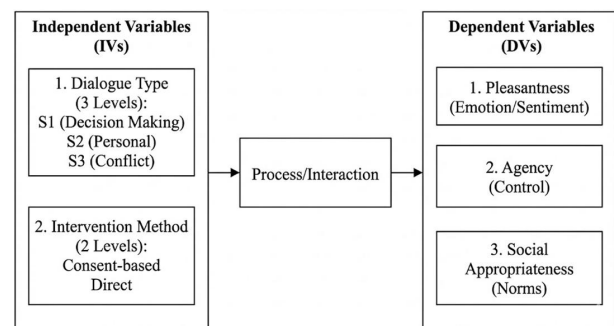 Independent Variables
(IVs)
1. Dialogue Type
(3 Levels):
S1 (Decision Making)
S2 (Personal)
S3 (Conflict)
2. Intervention Method
(2 Levels):
Consent-based
Direct
Process/Interaction
Dependent Variables
(DVs)
1. Pleasantness
(Emotion/Sentiment)
2. Agency
(Control)
3. Social
Appropriateness
(Norms)